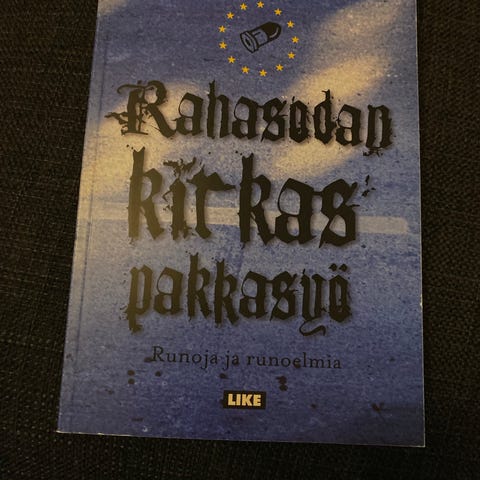 Rahasodan
kirkas
pakkasyö
Runoja ja runoelmia
LIKE